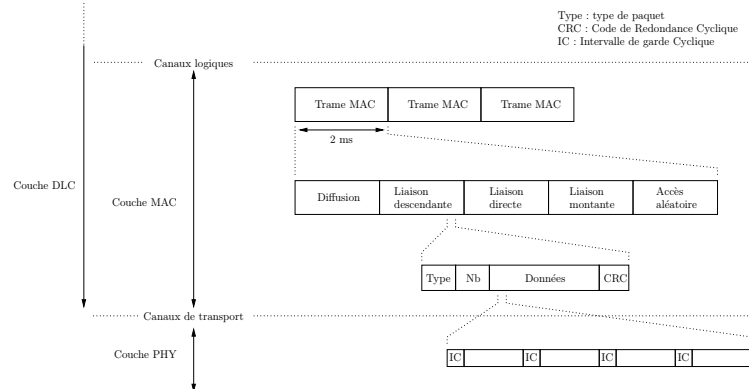 Type : type de paquet
CRC : Code de Redondance Cyclique
IC : Intervalle de garde Cyclique
Canaux logiques
Trame MAC Trame MAC Trame MAC
2 ms
Couche DLC
Couche MAC
Diffusion
Liaison
descendante
Liaison
directe
Liaison
montante
Accès
aléatoire
Type Nb Données CRC
Canaux de transport
Couche PHY
IC IC IC IC